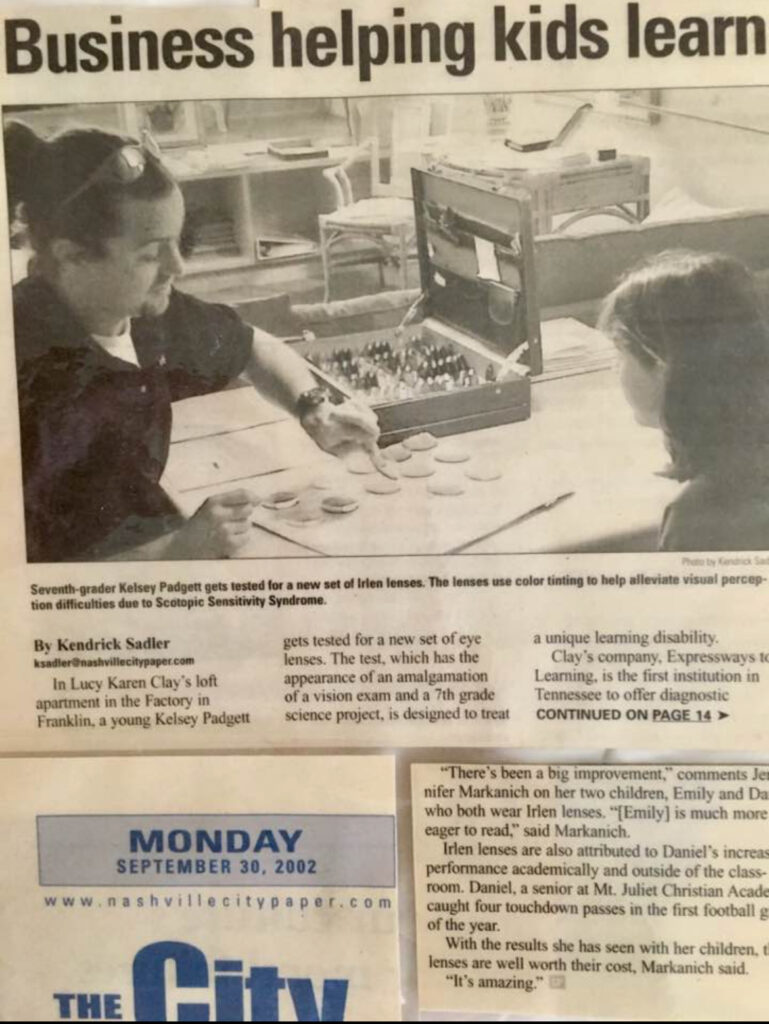 Business helping kids learn
Photo by Kendrick
Seventh-grader Kelsey Padgett gets tested for a new set of Irlen lenses. The lenses use color tinting to help alleviate visual percep-
tion difficulties due to Scotopic Sensitivity Syndrome.
By Kendrick Sadler
ksadler@nashvillecitypaper.com
In Lucy Karen Clay's loft
apartment in the Factory in
Franklin, a young Kelsey Padgett
gets tested for a new set of eye
lenses. The test, which has the
appearance of an amalgamation
of a vision exam and a 7th grade
science project, is designed to treat
a unique learning disability.
Clay's company, Expressways to
Learning, is the first institution in
Tennessee to offer diagnostic
CONTINUED ON PAGE 14 ➤
MONDAY
SEPTEMBER 30, 2002
www.nashvillecitypaper.com
THE City
"There's been a big improvement," comments Je
nifer Markanich on her two children, Emily and Da
who both wear Irlen lenses. "[Emily] is much more
eager to read," said Markanich.
Irlen lenses are also attributed to Daniel's increas
performance academically and outside of the class-
room. Daniel, a senior at Mt. Juliet Christian Acade
caught four touchdown passes in the first football g
of the year.
With the results she has seen with her children, t
lenses are well worth their cost, Markanich said.
"It's amazing."